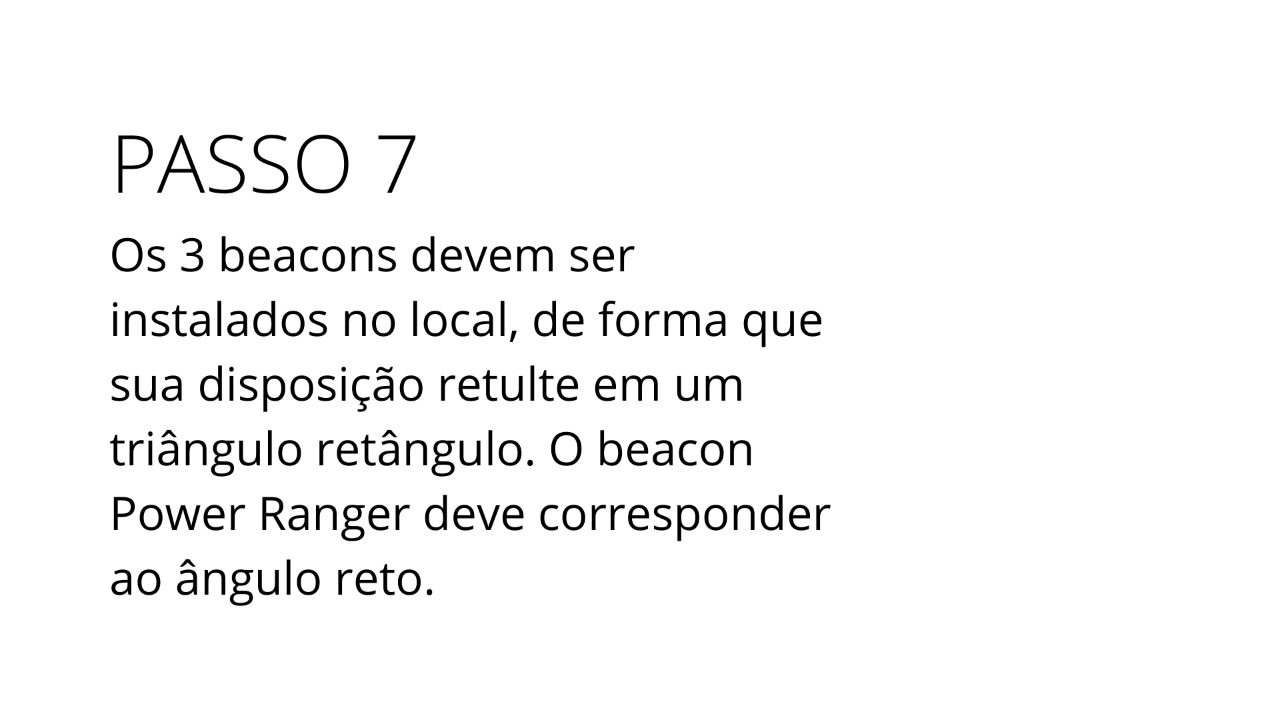 PASSO 7
Os 3 beacons devem ser
instalados no local, de forma que
sua disposição retulte em um
triângulo retângulo. O beacon
Power Ranger deve corresponder
ao ângulo reto.